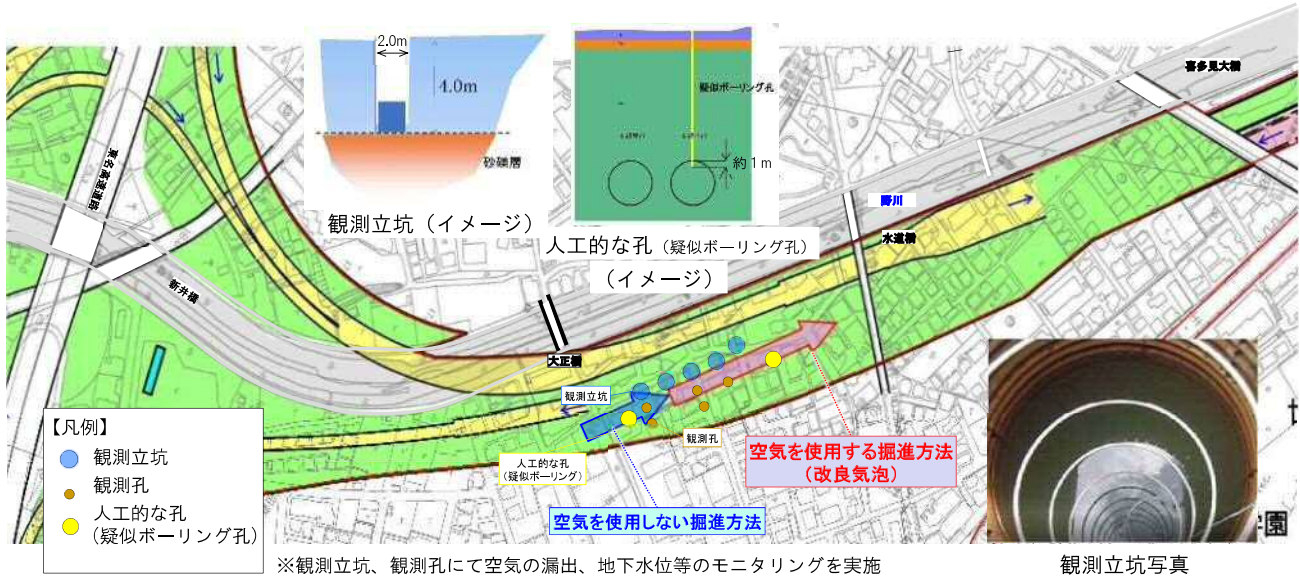 2.0m
4.0m
砂礫層
観測立坑（イメージ）
疑似ボーリング孔
約1m
人工的な孔（疑似ボーリング孔）
（イメージ）
喜多見大橋
東名高速道路
野川
水道橋
新井橋
大正橋
観測立坑
観測孔
人工的な孔
（疑似ボーリング）
空気を使用する掘進方法
（改良気泡）
空気を使用しない掘進方法
【凡例】
観測立坑
観測孔
人工的な孔
(疑似ボーリング孔)
※観測立坑、観測孔にて空気の漏出、地下水位等のモニタリングを実施
園
観測立坑写真